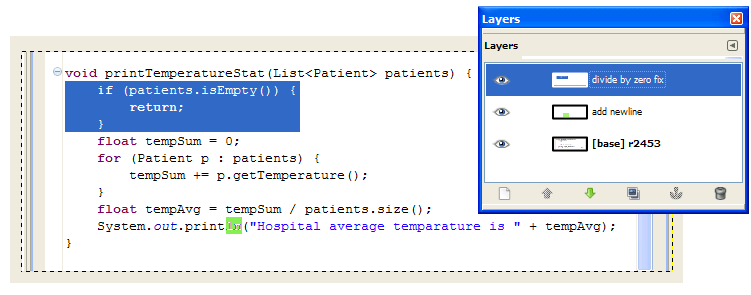 Layers
Layers
divide by zero fix
add newline
[base] r2453
void printTemperatureStat(List<Patient> patients) {
if (patients.isEmpty()) {
return;
}
float tempSum = 0;
for (Patient p : patients) {
tempSum += p.getTemperature();
}
float tempAvg = tempSum / patients.size();
System.out.println("Hospital average temparature is " + tempAvg);
}